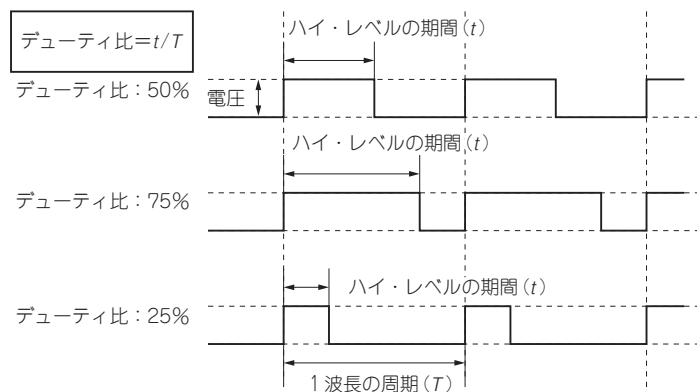 デューティ比=t/T
ハイ・レベルの期間(t)
デューティ比:50%
電圧
ハイ・レベルの期間(t)
デューティ比:75%
ハイ・レベルの期間(t)
デューティ比:25%
1波長の周期(T)